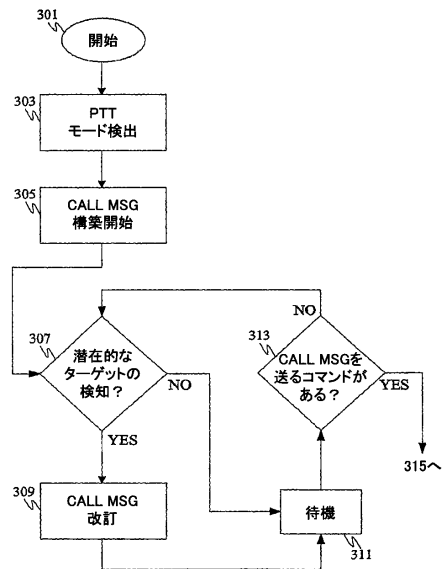 301
開始
303
PTT
モード検出
305
CALL MSG
構築開始
307
潜在的な
ターゲットの
検知？
NO
YES
313
NO
CALL MSGを
送るコマンドが
ある？
YES
315へ
309
CALL MSG
改訂
待機
311